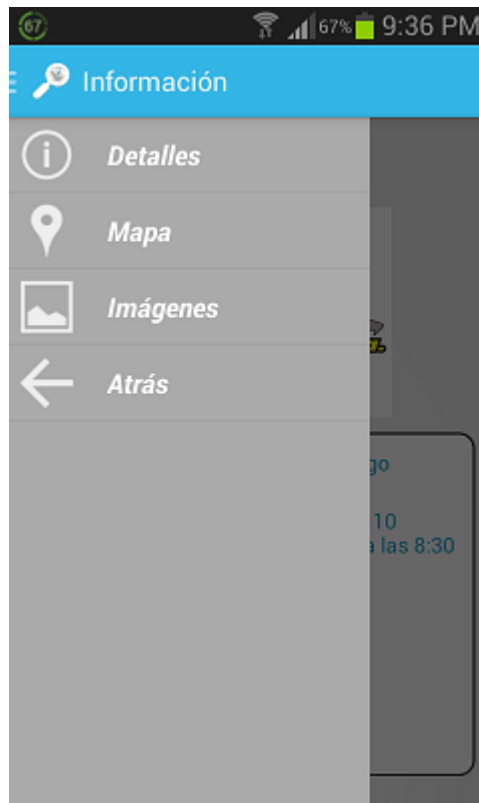 67 67% 9:36 PM
Información
Detalles
Mapa
Imágenes
Atrás
go
10
a las 8:30